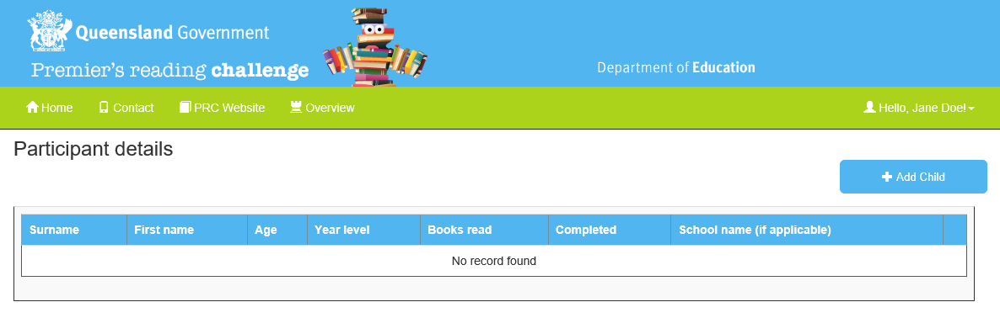 Queensland Government
Premier's reading challenge
Department of Education
Home Contact PRC Website Overview Hello, Jane Doe!
Participant details
Add Child
Surname First name Age Year level Books read Completed School name (if applicable)
No record found